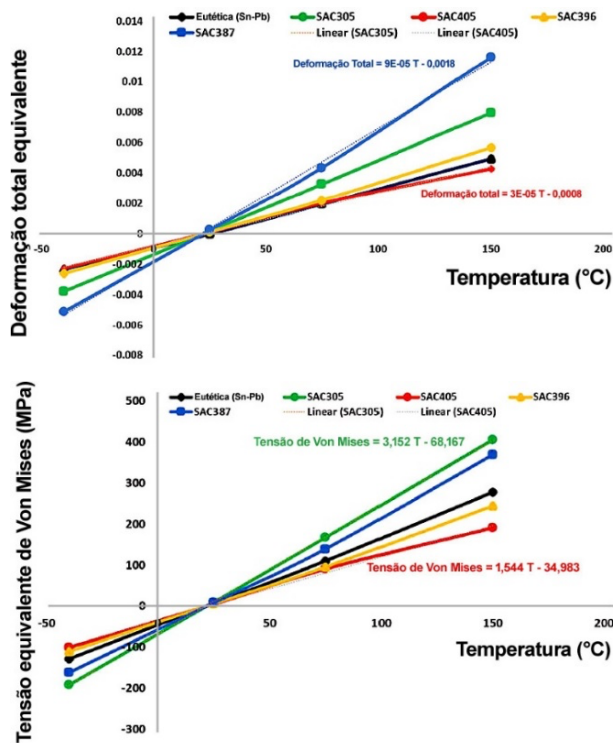 Eutética (Sn-Pb) SAC305 SAC405 SAC396
SAC387 Linear (SAC305) Linear (SAC405)
0.014
0.012
0.01
0.008
0.006
0.004
0.002
0
-0.002
-0.004
-0.006
-0.008
-50 0 50 100 150 200
Deformação total equivalente
Deformação Total = 9E-05 T - 0,0018
Deformação total = 3E-05 T - 0,0008
Temperatura (°C)
Eutética (Sn-Pb) SAC305 SAC405 SAC396
SAC387 Linear (SAC305) Linear (SAC405)
500
400
300
200
100
0
-100
-200
-300
-50 0 50 100 150 200
Tensão equivalente de Von Mises (MPa)
Tensão de Von Mises = 3,152 T - 68,167
Tensão de Von Mises = 1,544 T - 34,983
Temperatura (°C)